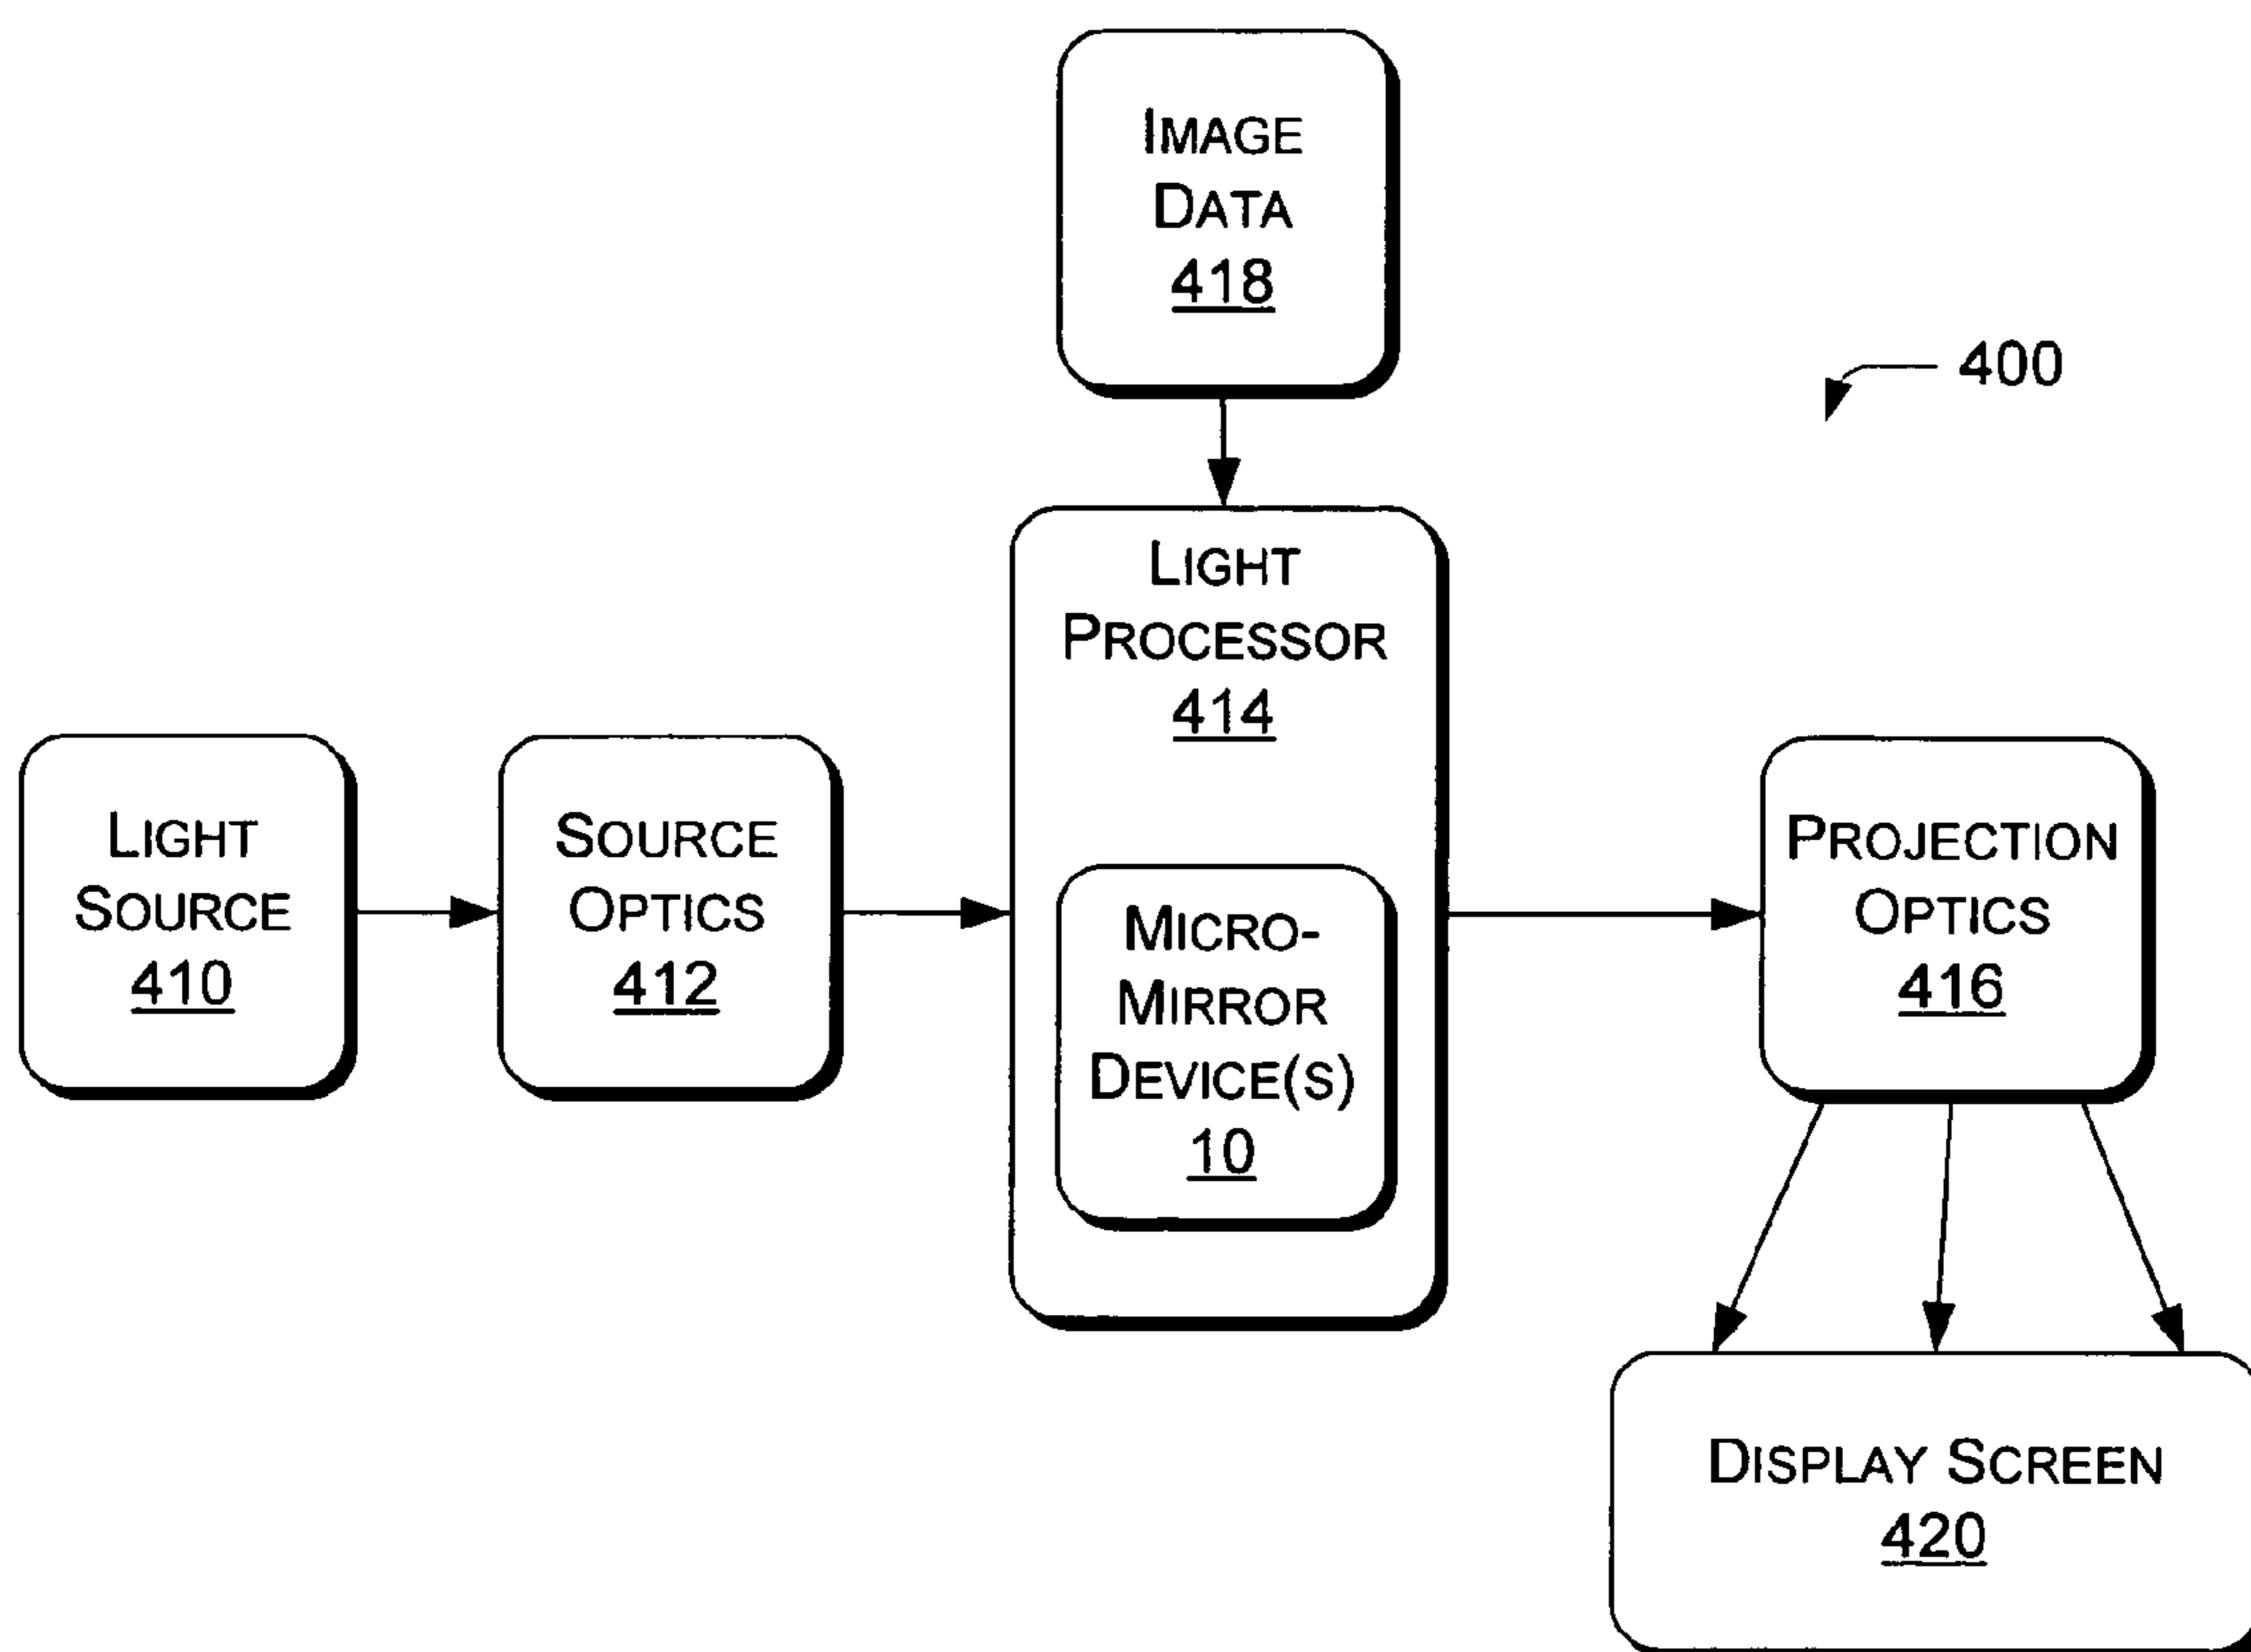 IMAGE
DATA
418
400
LIGHT
PROCESSOR
414
LIGHT
SOURCE
410
SOURCE
OPTICS
412
MICRO-
MIRROR
DEVICE(S)
10
PROJECTION
OPTICS
416
DISPLAY SCREEN
420